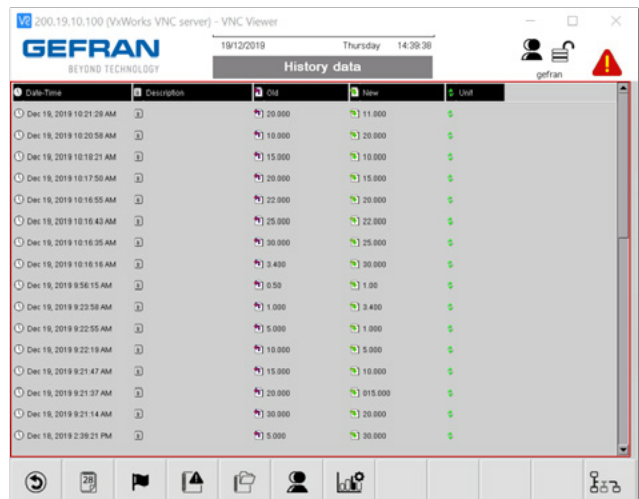 V2 200.19.10.100 (VxWorks VNC server) - VNC Viewer
GEFRAN
BEYOND TECHNOLOGY
19/12/2019 Thursday 14:39:38
History data
gefran
Date-Time Description Old New Unit
Dec 19, 2019 10:21:28 AM 20.000 11.000
Dec 19, 2019 10:20:58 AM 10.000 20.000
Dec 19, 2019 10:18:21 AM 15.000 10.000
Dec 19, 2019 10:17:50 AM 20.000 15.000
Dec 19, 2019 10:16:55 AM 22.000 20.000
Dec 19, 2019 10:16:43 AM 25.000 22.000
Dec 19, 2019 10:16:35 AM 30.000 25.000
Dec 19, 2019 10:16:16 AM 3.400 30.000
Dec 19, 2019 9:56:15 AM 0.50 1.00
Dec 19, 2019 9:23:58 AM 1.000 3.400
Dec 19, 2019 9:22:55 AM 5.000 1.000
Dec 19, 2019 9:22:19 AM 10.000 5.000
Dec 19, 2019 9:21:47 AM 15.000 10.000
Dec 19, 2019 9:21:37 AM 20.000 015.000
Dec 19, 2019 9:21:14 AM 30.000 20.000
Dec 18, 2019 2:39:21 PM 5.000 30.000
28